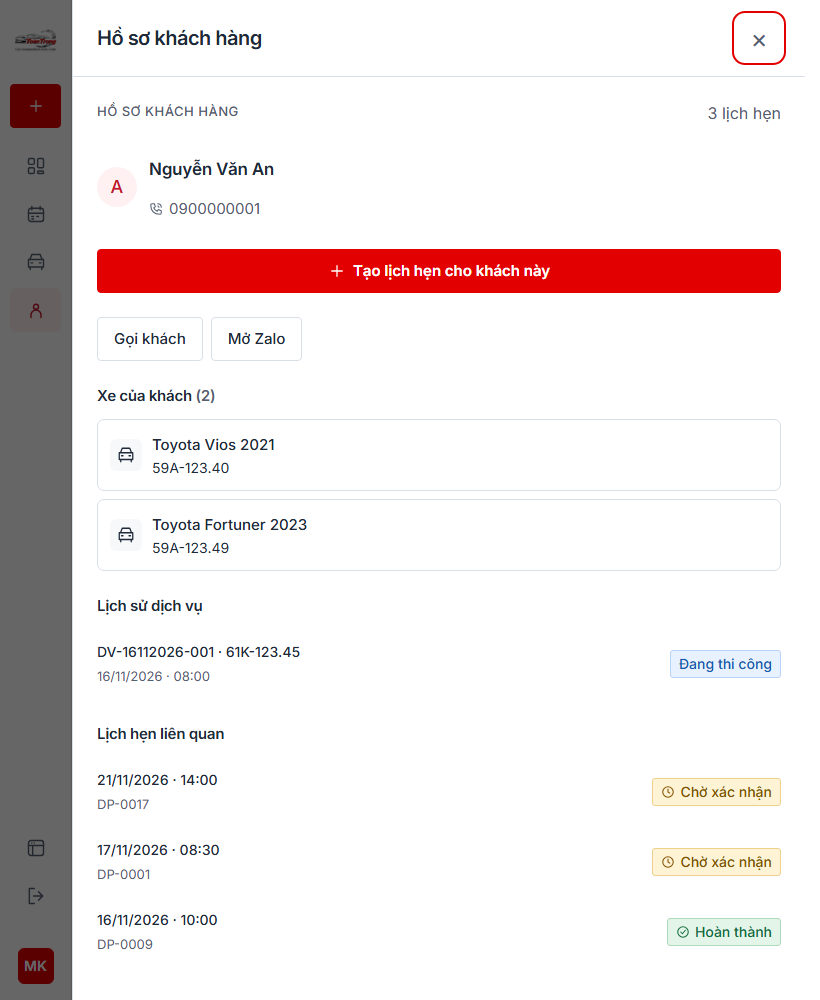 Hồ sơ khách hàng
HỒ SƠ KHÁCH HÀNG
3 lịch hẹn
A
Nguyễn Văn An
0900000001
Tạo lịch hẹn cho khách này
Gọi khách
Mở Zalo
Xe của khách (2)
Toyota Vios 2021
59A-123.40
Toyota Fortuner 2023
59A-123.49
Lịch sử dịch vụ
DV-16112026-001 · 61K-123.45
16/11/2026 · 08:00
Đang thi công
Lịch hẹn liên quan
21/11/2026 · 14:00
DP-0017
Chờ xác nhận
17/11/2026 · 08:30
DP-0001
Chờ xác nhận
16/11/2026 · 10:00
DP-0009
Hoàn thành
MK